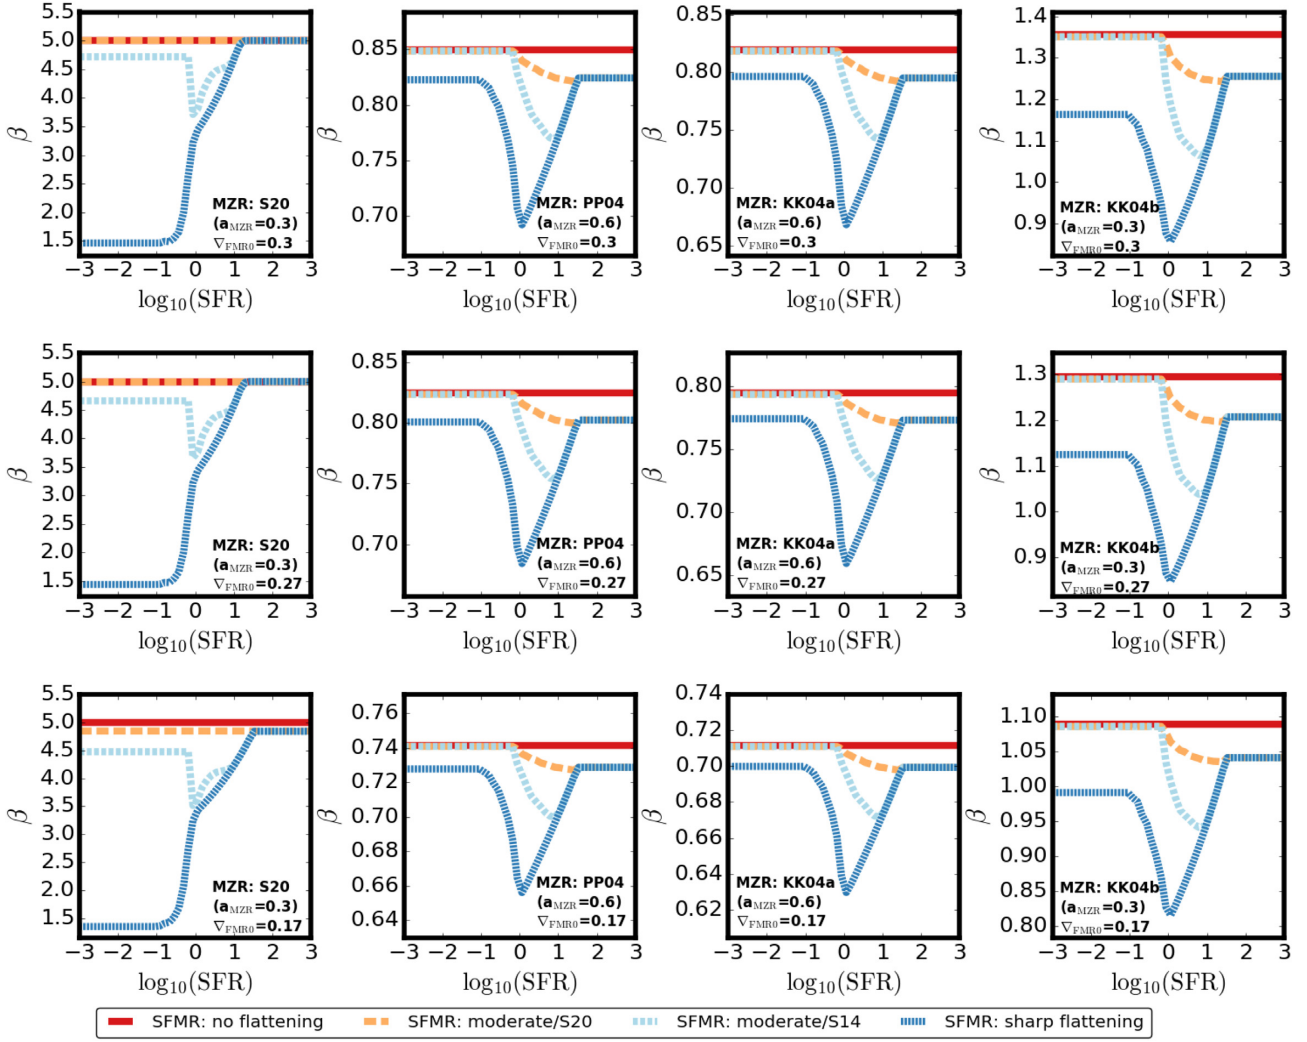 5.5
5.0
4.5
4.0
3.5
3.0
2.5
2.0
1.5
β
MZR: S20
(aMZR=0.3)
∇FMR0=0.3
−3 −2 −1 0 1 2 3
log10(SFR)
0.85
0.80
0.75
0.70
β
MZR: PP04
(aMZR=0.6)
∇FMR0=0.3
−3 −2 −1 0 1 2 3
log10(SFR)
0.85
0.80
0.75
0.70
0.65
β
MZR: KK04a
(aMZR=0.6)
∇FMR0=0.3
−3 −2 −1 0 1 2 3
log10(SFR)
1.4
1.3
1.2
1.1
1.0
0.9
β
MZR: KK04b
(aMZR=0.3)
∇FMR0=0.3
−3 −2 −1 0 1 2 3
log10(SFR)
5.5
5.0
4.5
4.0
3.5
3.0
2.5
2.0
1.5
β
MZR: S20
(aMZR=0.3)
∇FMR0=0.27
−3 −2 −1 0 1 2 3
log10(SFR)
0.85
0.80
0.75
0.70
β
MZR: PP04
(aMZR=0.6)
∇FMR0=0.27
−3 −2 −1 0 1 2 3
log10(SFR)
0.80
0.75
0.70
0.65
β
MZR: KK04a
(aMZR=0.6)
∇FMR0=0.27
−3 −2 −1 0 1 2 3
log10(SFR)
1.3
1.2
1.1
1.0
0.9
β
MZR: KK04b
(aMZR=0.3)
∇FMR0=0.27
−3 −2 −1 0 1 2 3
log10(SFR)
5.5
5.0
4.5
4.0
3.5
3.0
2.5
2.0
1.5
β
MZR: S20
(aMZR=0.3)
∇FMR0=0.17
−3 −2 −1 0 1 2 3
log10(SFR)
0.76
0.74
0.72
0.70
0.68
0.66
0.64
β
MZR: PP04
(aMZR=0.6)
∇FMR0=0.17
−3 −2 −1 0 1 2 3
log10(SFR)
0.74
0.72
0.70
0.68
0.66
0.64
0.62
β
MZR: KK04a
(aMZR=0.6)
∇FMR0=0.17
−3 −2 −1 0 1 2 3
log10(SFR)
1.10
1.05
1.00
0.95
0.90
0.85
0.80
β
MZR: KK04b
(aMZR=0.3)
∇FMR0=0.17
−3 −2 −1 0 1 2 3
log10(SFR)
SFMR: no flattening SFMR: moderate/S20 SFMR: moderate/S14 SFMR: sharp flattening